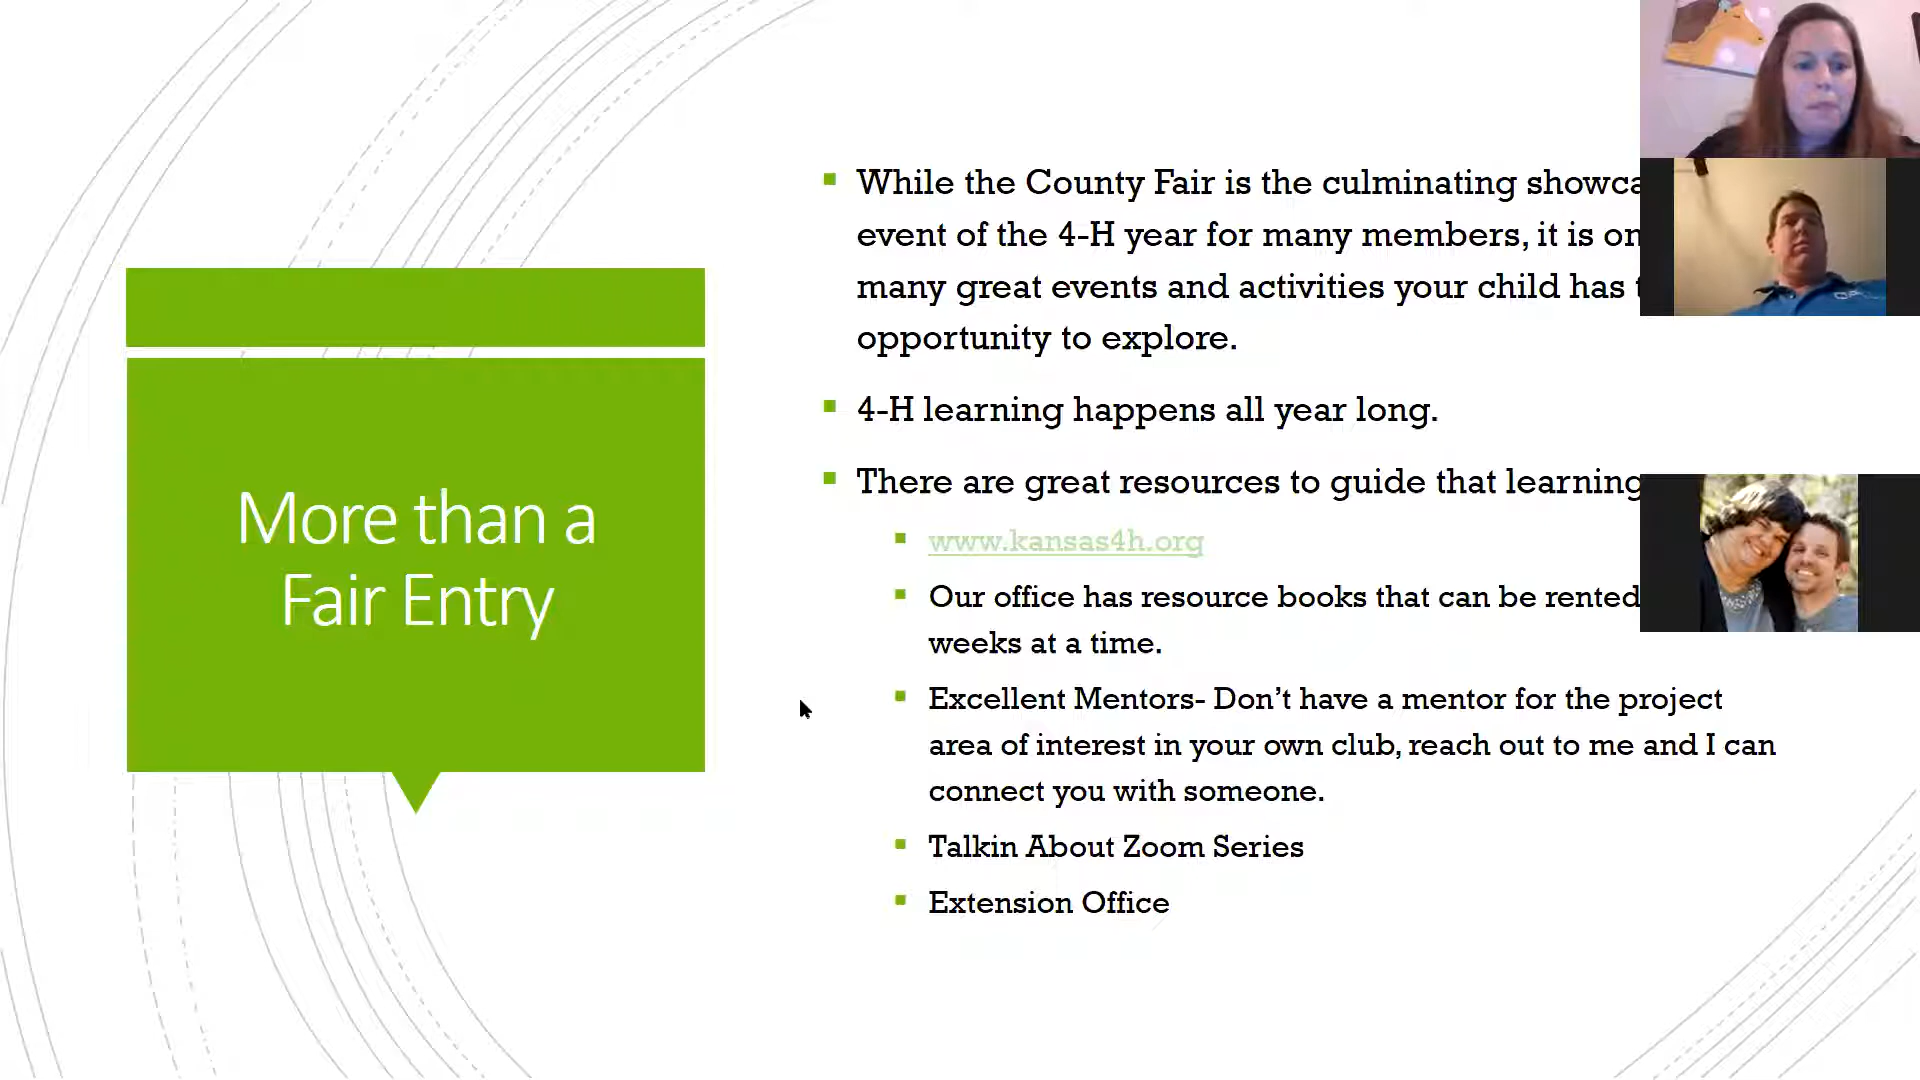 More than a
Fair Entry
While the County Fair is the culminating
event of the 4-H year for many members, it is
many great events and activities your child has
opportunity to explore.
4-H learning happens all year long.
There are great resources to guide that learning
www.kansas4h.org
Our office has resource books that can be rented
weeks at a time.
Excellent Mentors- Don’t have a mentor for the project
area of interest in your own club, reach out to me and I can
connect you with someone.
Talkin About Zoom Series
Extension Office